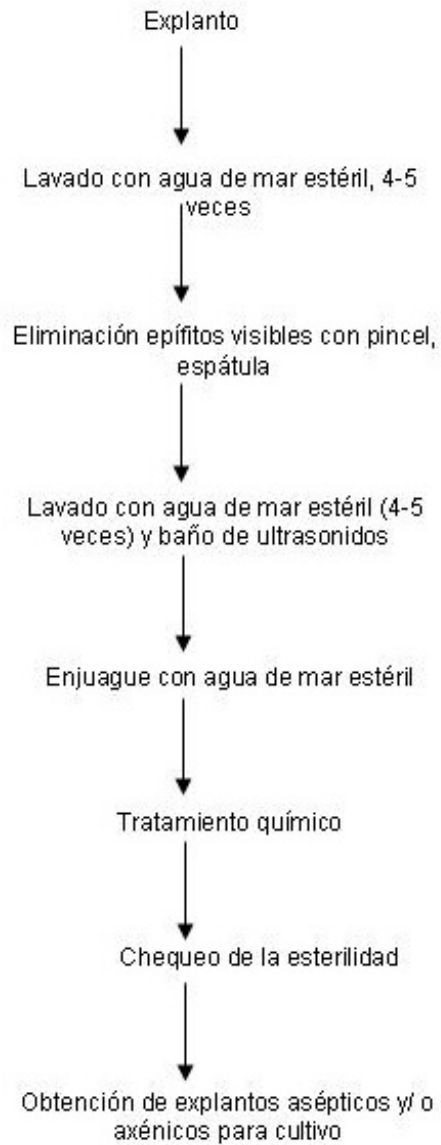 Explanto
Lavado con agua de mar estéril, 4-5
veces
Eliminación epífitos visibles con pincel,
espátula
Lavado con agua de mar estéril (4-5
veces) y baño de ultrasonidos
Enjuague con agua de mar estéril
Tratamiento químico
Chequeo de la esterilidad
Obtención de explantos asépticos y/ o
axénicos para cultivo